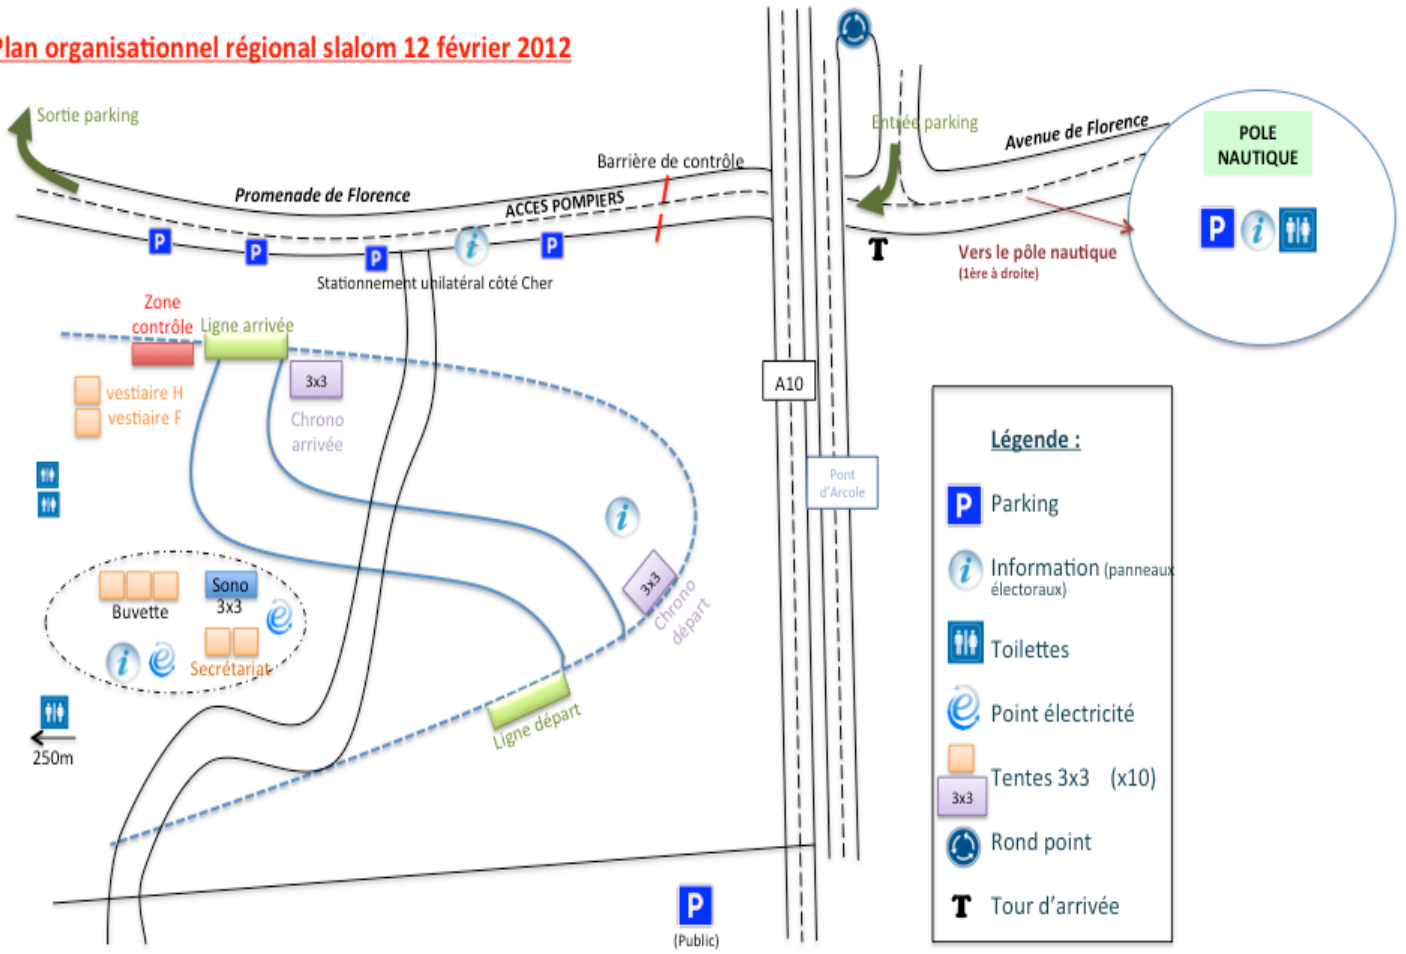 Plan organisationnel régional slalom 12 février 2012
Sortie parking
Entrée parking
Avenue de Florence
POLE
NAUTIQUE
Barrière de contrôle
Promenade de Florence
ACCES POMPIERS
P
P
P
i
P
P
i
T
Vers le pôle nautique
(1ère à droite)
Stationnement unilatéral côté Cher
Zone
contrôle
Ligne arrivée
3x3
Chrono
arrivée
vestiaire H
vestiaire F
A10
Pont
d'Arcole
i
3x3
Chrono
départ
Buvette
Sono
3x3
e
i
e
Secrétariat
Ligne départ
250m
P
(Public)
Légende :
P
Parking
i
Information (panneaux
électoraux)
Toilettes
e
Point électricité
Tentes 3x3 (x10)
3x3
Rond point
T
Tour d'arrivée